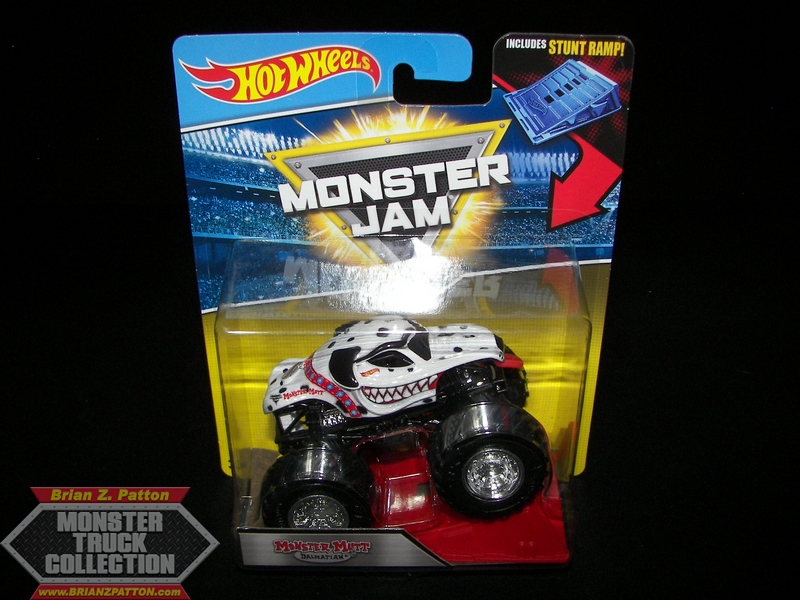 HOT WHEELS
INCLUDES STUNT RAMP!
MONSTER
JAM
MONSTER MUTT
MONSTER MUTT
DALMATIAN
Brian Z. Patton
MONSTER
TRUCK
COLLECTION
www.BRIANZPATTON.com